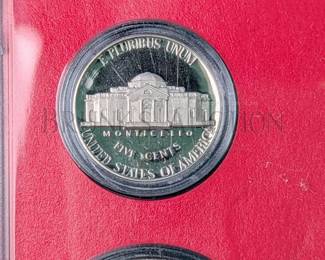 E PLURIBUS UNUM
MONTICELLO
FIVE CENTS
UNITED STATES OF AMERICA